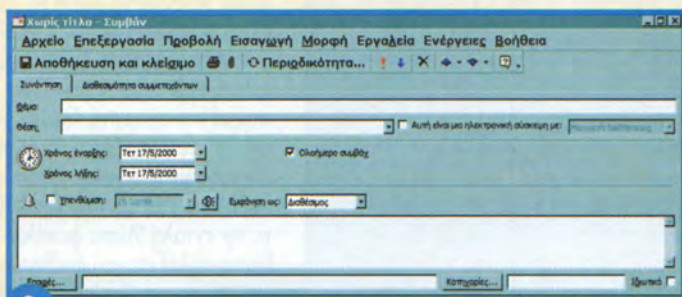 Χωρίς τίτλο - Συμβάν
Αρχείο Επεξεργασία Προβολή Εισαγωγή Μορφή Εργαλεία Ενέργειες Βοήθεια
Αποθήκευση και κλείσιμο Περιοδικότητα...
Συνάντηση Διαθεσιμότητα συμμετεχόντων
Θέμα:
Θέση: Αυτή είναι μια ηλεκτρονική σύσκεψη με:
Χρόνος έναρξης: Τετ 17/5/2000 Ολοήμερο συμβάν
Χρόνος λήξης: Τετ 17/5/2000
Υπενθύμιση: Εμφάνιση ως: Διαθέσιμος
Επαφές... Κατηγορίες... Ιδιωτικό